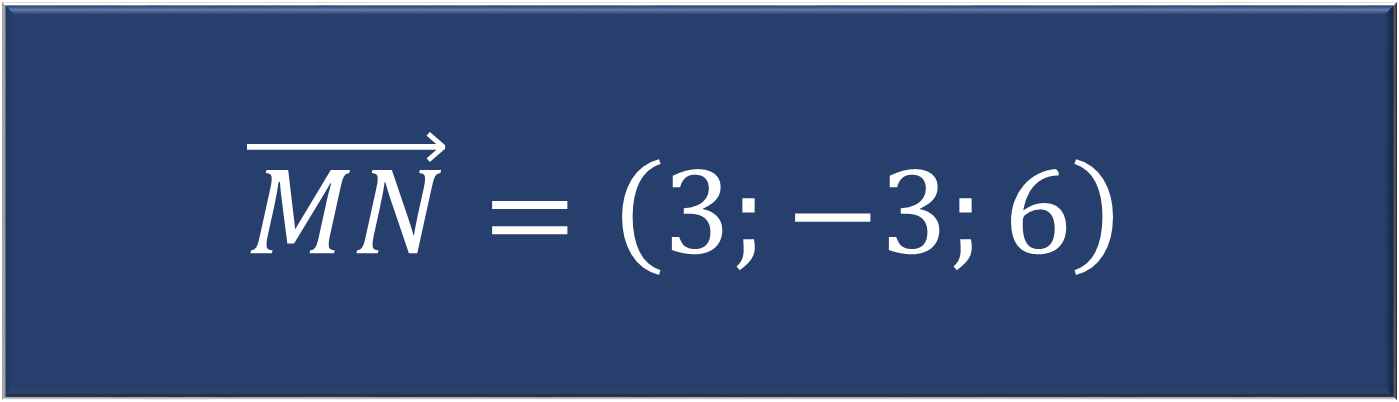 $\overrightarrow{MN} = (3; -3; 6)$